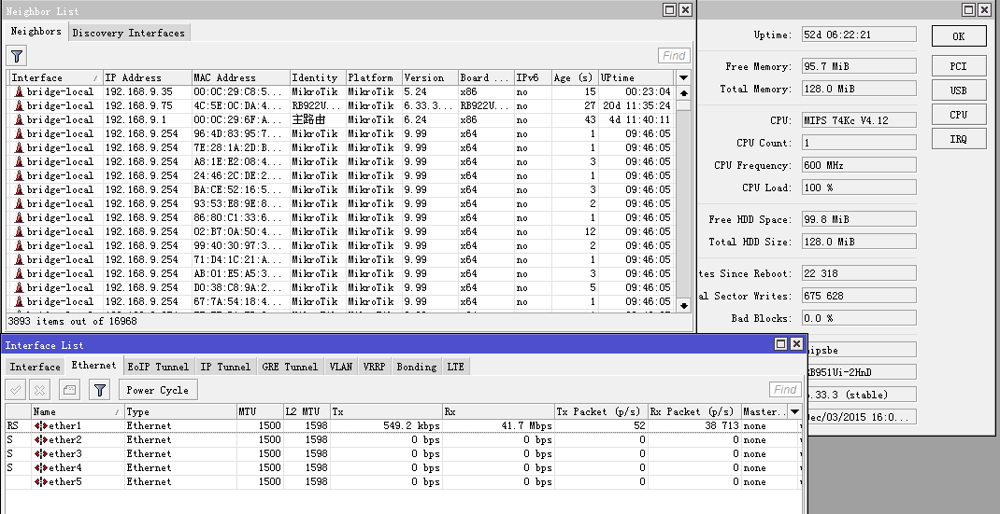 Neighbor List
Neighbors Discovery Interfaces
Find
Interface IP Address MAC Address Identity Platform Version Board ... IPv6 Age (s) UPtime
bridge-local 192.168.9.35 00:0C:29:C8:5... MikroTik MikroTik 5.24 x86 no 15 00:23:04
bridge-local 192.168.9.75 4C:5E:0C:DA:4... RB922U... MikroTik 6.33.3... RB922U... no 27 20d 11:35:24
bridge-local 192.168.9.1 00:0C:29:6F:A... 主路由 MikroTik 6.24 x86 no 43 4d 11:40:11
bridge-local 192.168.9.254 96:4D:83:95:7... MikroTik MikroTik 9.99 x64 no 1 09:46:05
bridge-local 192.168.9.254 7E:28:1A:2D:B... MikroTik MikroTik 9.99 x64 no 1 09:46:05
bridge-local 192.168.9.254 A8:1E:E2:08:4... MikroTik MikroTik 9.99 x64 no 3 09:46:05
bridge-local 192.168.9.254 24:46:2C:DE:2... MikroTik MikroTik 9.99 x64 no 1 09:46:05
bridge-local 192.168.9.254 BA:CE:52:16:5... MikroTik MikroTik 9.99 x64 no 3 09:46:05
bridge-local 192.168.9.254 93:53:E8:9E:8... MikroTik MikroTik 9.99 x64 no 2 09:46:05
bridge-local 192.168.9.254 86:80:C1:33:6... MikroTik MikroTik 9.99 x64 no 1 09:46:05
bridge-local 192.168.9.254 02:B7:0A:50:4... MikroTik MikroTik 9.99 x64 no 12 09:46:05
bridge-local 192.168.9.254 99:40:30:97:3... MikroTik MikroTik 9.99 x64 no 2 09:46:05
bridge-local 192.168.9.254 71:D4:1C:21:A... MikroTik MikroTik 9.99 x64 no 1 09:46:05
bridge-local 192.168.9.254 AB:01:E5:A5:3... MikroTik MikroTik 9.99 x64 no 3 09:46:05
bridge-local 192.168.9.254 D0:38:C8:9A:2... MikroTik MikroTik 9.99 x64 no 5 09:46:05
bridge-local 192.168.9.254 67:7A:54:18:4... MikroTik MikroTik 9.99 x64 no 1 09:46:05
3893 items out of 16968
Uptime: 52d 06:22:21 OK
Free Memory: 95.7 MiB PCI
Total Memory: 128.0 MiB USB
CPU: MIPS 74Kc V4.12 CPU
CPU Count: 1 IRQ
CPU Frequency: 600 MHz
CPU Load: 100 %
Free HDD Space: 99.8 MiB
Total HDD Size: 128.0 MiB
tes Since Reboot: 22 318
al Sector Writes: 675 628
Bad Blocks: 0.0 %
ipsbe
B951Ui-2HnD
.33.3 (stable)
ec/03/2015 16:0...
Interface List
Interface Ethernet EoIP Tunnel IP Tunnel GRE Tunnel VLAN VRRP Bonding LTE
Power Cycle Find
Name Type MTU L2 MTU Tx Rx Tx Packet (p/s) Rx Packet (p/s) Master..
RS ether1 Ethernet 1500 1598 549.2 kbps 41.7 Mbps 52 38 713 none
S ether2 Ethernet 1500 1598 0 bps 0 bps 0 0 none
S ether3 Ethernet 1500 1598 0 bps 0 bps 0 0 none
S ether4 Ethernet 1500 1598 0 bps 0 bps 0 0 none
ether5 Ethernet 1500 1598 0 bps 0 bps 0 0 none